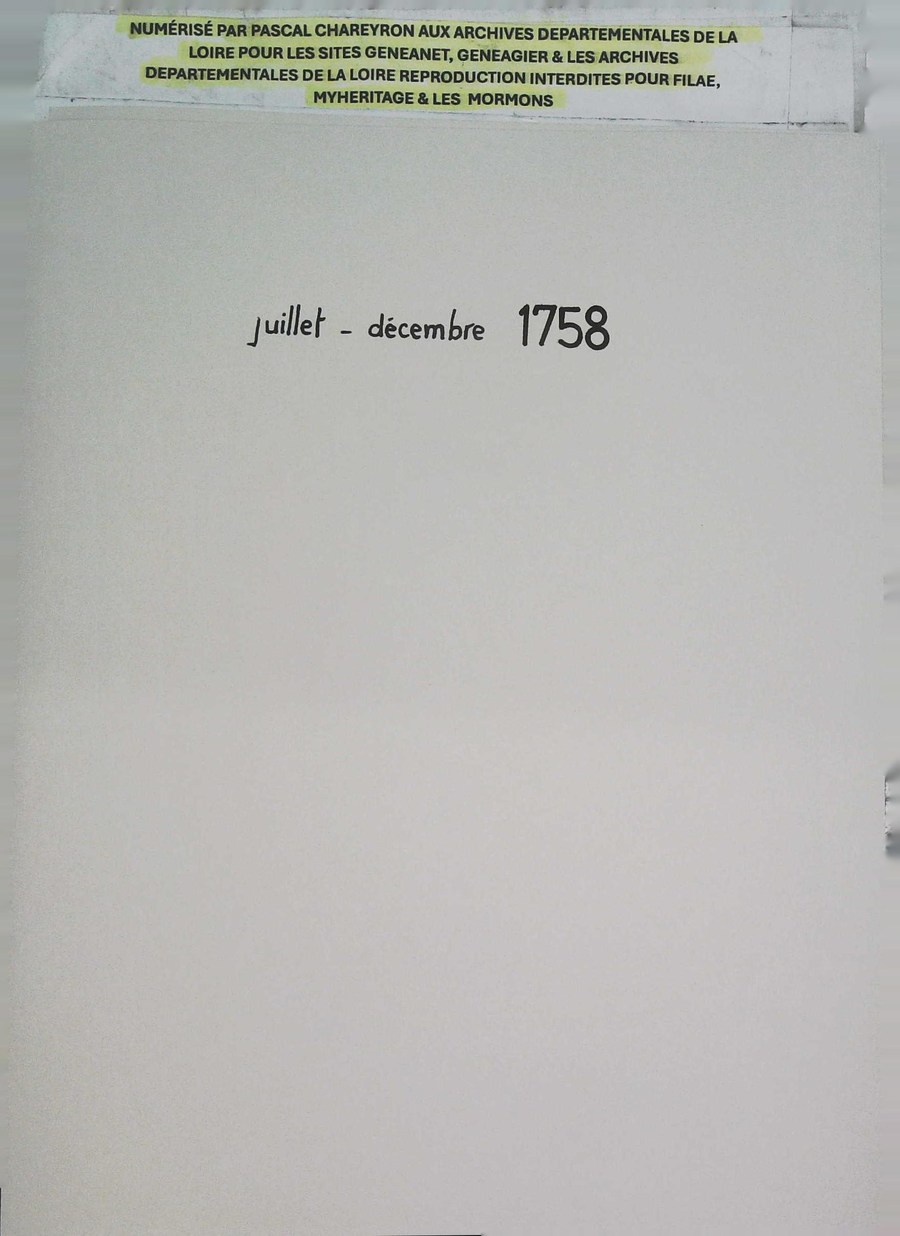 NUMÉRISÉ PAR PASCAL CHAREYRON AUX ARCHIVES DEPARTEMENTALES DE LA
LOIRE POUR LES SITES GENEANET, GENEAGIER & LES ARCHIVES
DEPARTEMENTALES DE LA LOIRE REPRODUCTION INTERDITES POUR FILAE,
MYHERITAGE & LES MORMONS
juillet - décembre 1758